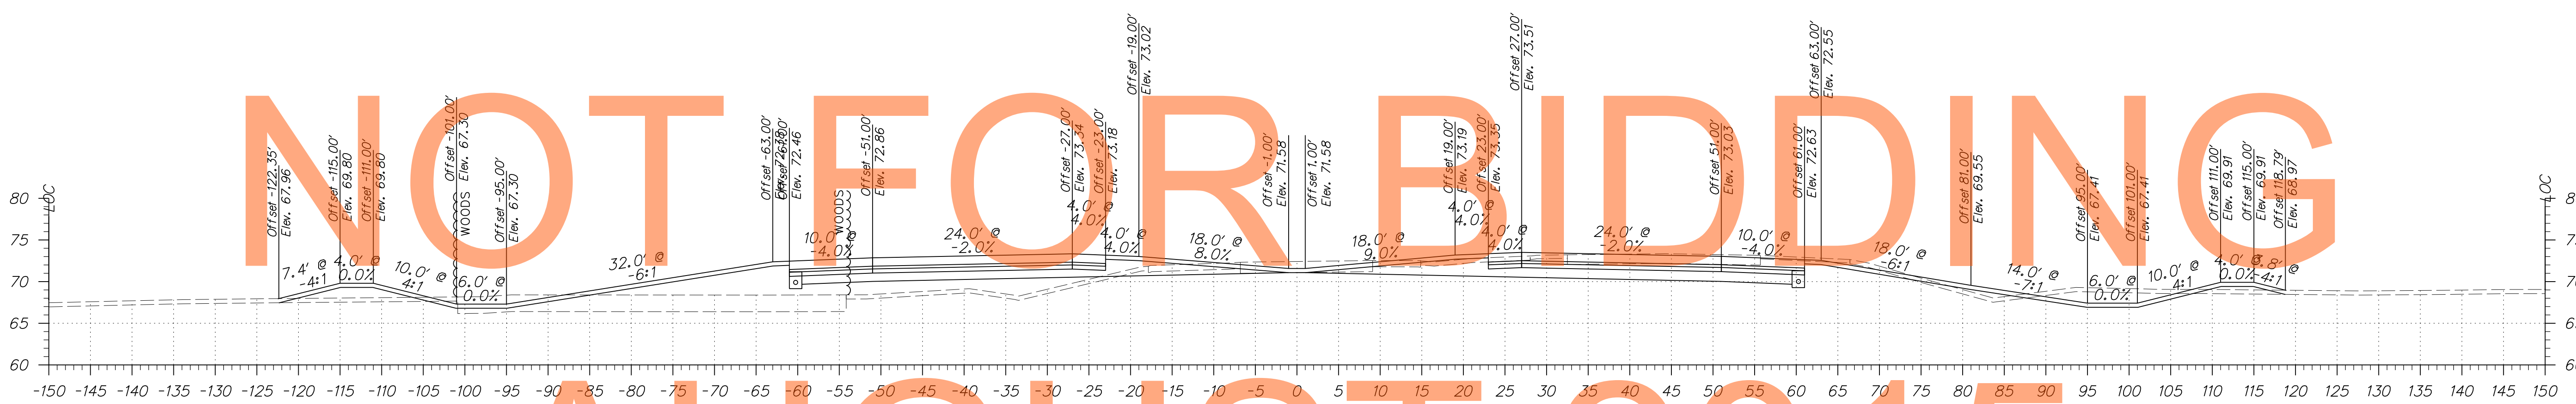 NOT FOR BIDDING
Offset -122.35'
Elev. 67.96
Offset -115.00'
Elev. 69.80
Offset -111.00'
Elev. 69.80
Offset -101.00'
Elev. 67.30
WOODS
Offset -95.00'
Elev. 67.30
Offset -63.00'
Offset -61.00'
Elev. 72.46
WOODS
Offset -51.00'
Elev. 72.86
Offset -27.00'
Elev. 73.34
Offset -23.00'
Elev. 73.18
Offset -19.00'
Elev. 73.02
Offset -1.00'
Elev. 71.58
Offset 1.00'
Elev. 71.58
Offset 19.00'
Elev. 73.19
Offset 23.00'
Elev. 73.35
Offset 27.00'
Elev. 73.51
Offset 51.00'
Elev. 73.03
Offset 61.00'
Elev. 72.63
Offset 63.00'
Elev. 72.55
Offset 81.00'
Elev. 69.55
Offset 95.00'
Elev. 67.41
Offset 101.00'
Elev. 67.41
Offset 111.00'
Elev. 69.91
Offset 115.00'
Elev. 69.91
Offset 118.79'
Elev. 68.97
7.4' @
-4:1
4.0' @
0.0%
10.0' @
4:1
6.0' @
0.0%
32.0' @
-6:1
10.0' @
-4.0%
24.0' @
-2.0%
4.0' @
4.0%
4.0' @
4.0%
18.0' @
8.0%
18.0' @
9.0%
4.0' @
4.0%
4.0' @
4.0%
24.0' @
-2.0%
10.0' @
-4.0%
18.0' @
-6:1
14.0' @
-7:1
6.0' @
0.0%
10.0' @
4:1
4.0' @
0.0%
3.8' @
-4:1
LOC
80
75
70
65
60
LOC
-150 -145 -140 -135 -130 -125 -120 -115 -110 -105 -100 -95 -90 -85 -80 -75 -70 -65 -60 -55 -50 -45 -40 -35 -30 -25 -20 -15 -10 -5 0 5 10 15 20 25 30 35 40 45 50 55 60 65 70 75 80 85 90 95 100 105 110 115 120 125 130 135 140 145 150